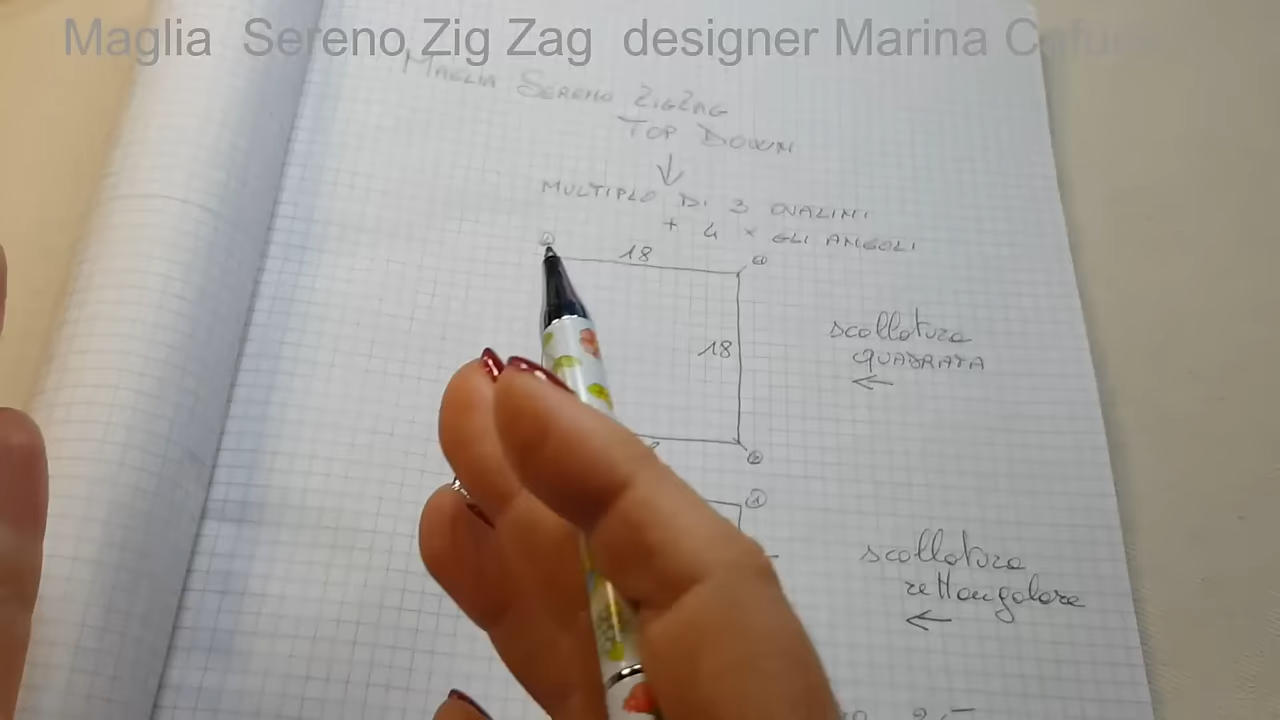 Maglia Sereno Zig Zag designer Marina
MAGLIA SERENO ZIGZAG
TOP DOWN
MULTIPLO DI 3 OVALINI
+ 4 x GLI ANGOLI
18
18
scollatura
QUADRATA
1
scollatura
rettangolare